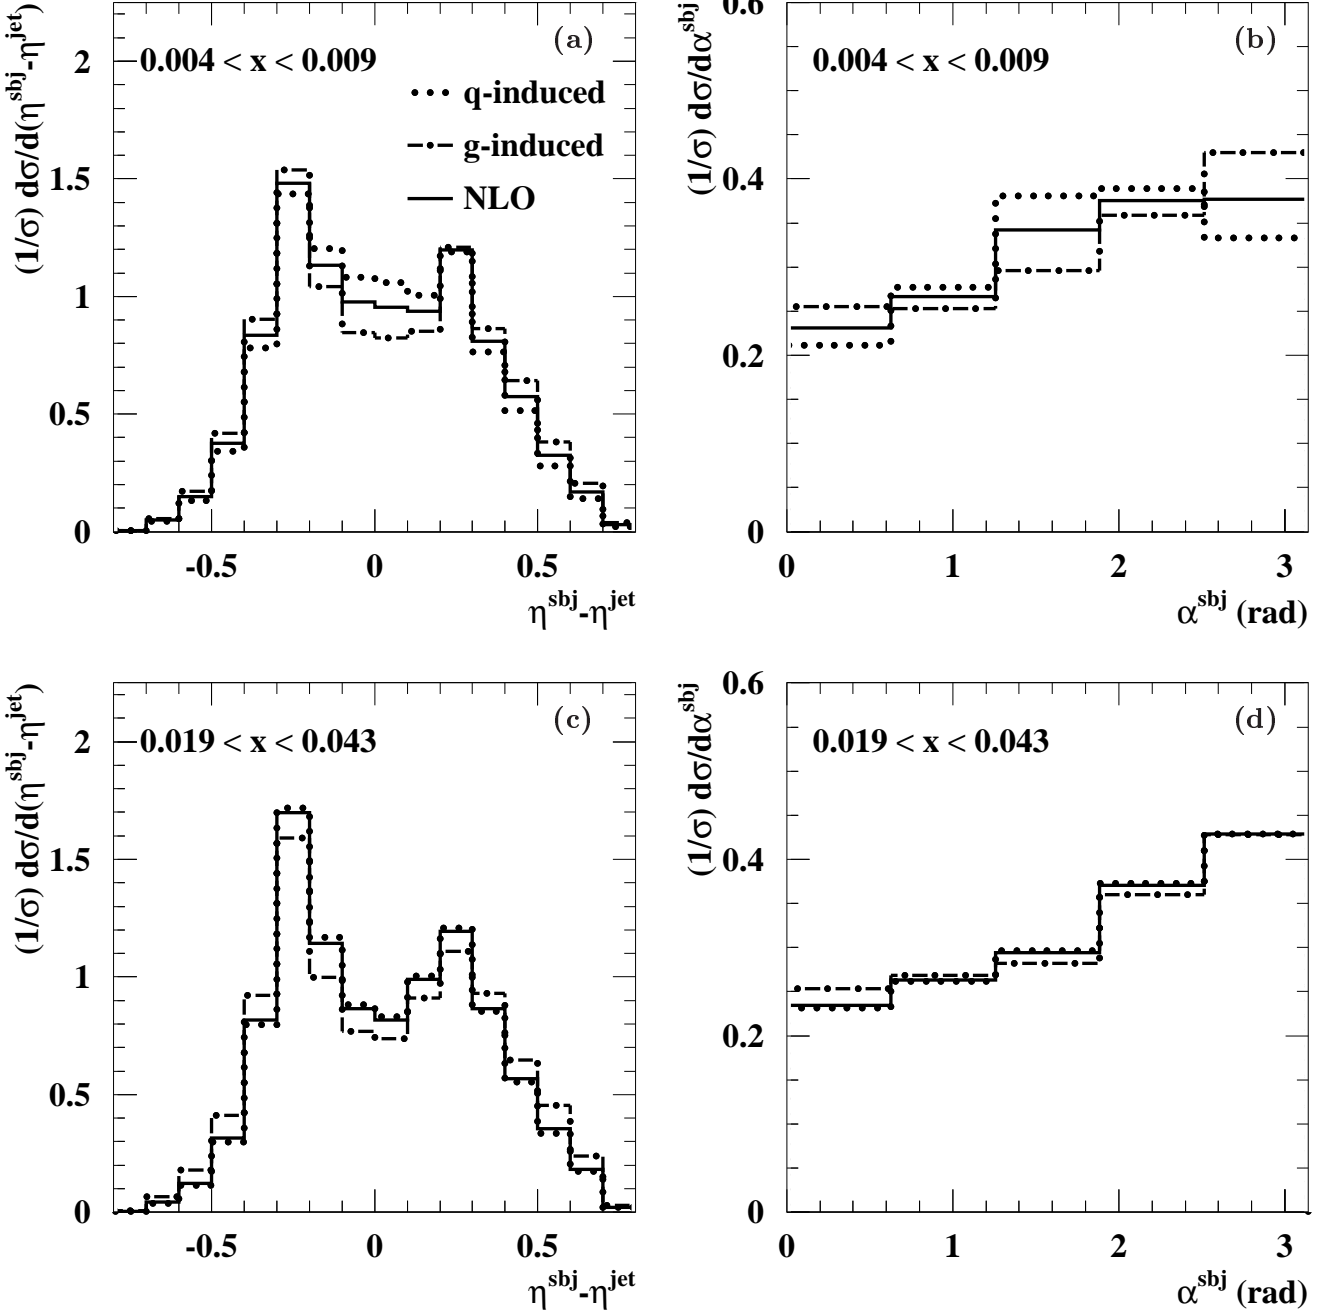 (1/σ) dσ/d(η^sbj-η^jet)
(a)
0.004 < x < 0.009
q-induced
g-induced
NLO
2
1.5
1
0.5
0
-0.5 0 0.5
η^sbj-η^jet
(1/σ) dσ/dα^sbj
(b)
0.004 < x < 0.009
0.6
0.4
0.2
0
0 1 2 3
α^sbj (rad)
(1/σ) dσ/d(η^sbj-η^jet)
(c)
0.019 < x < 0.043
2
1.5
1
0.5
0
-0.5 0 0.5
η^sbj-η^jet
(1/σ) dσ/dα^sbj
(d)
0.019 < x < 0.043
0.6
0.4
0.2
0
0 1 2 3
α^sbj (rad)